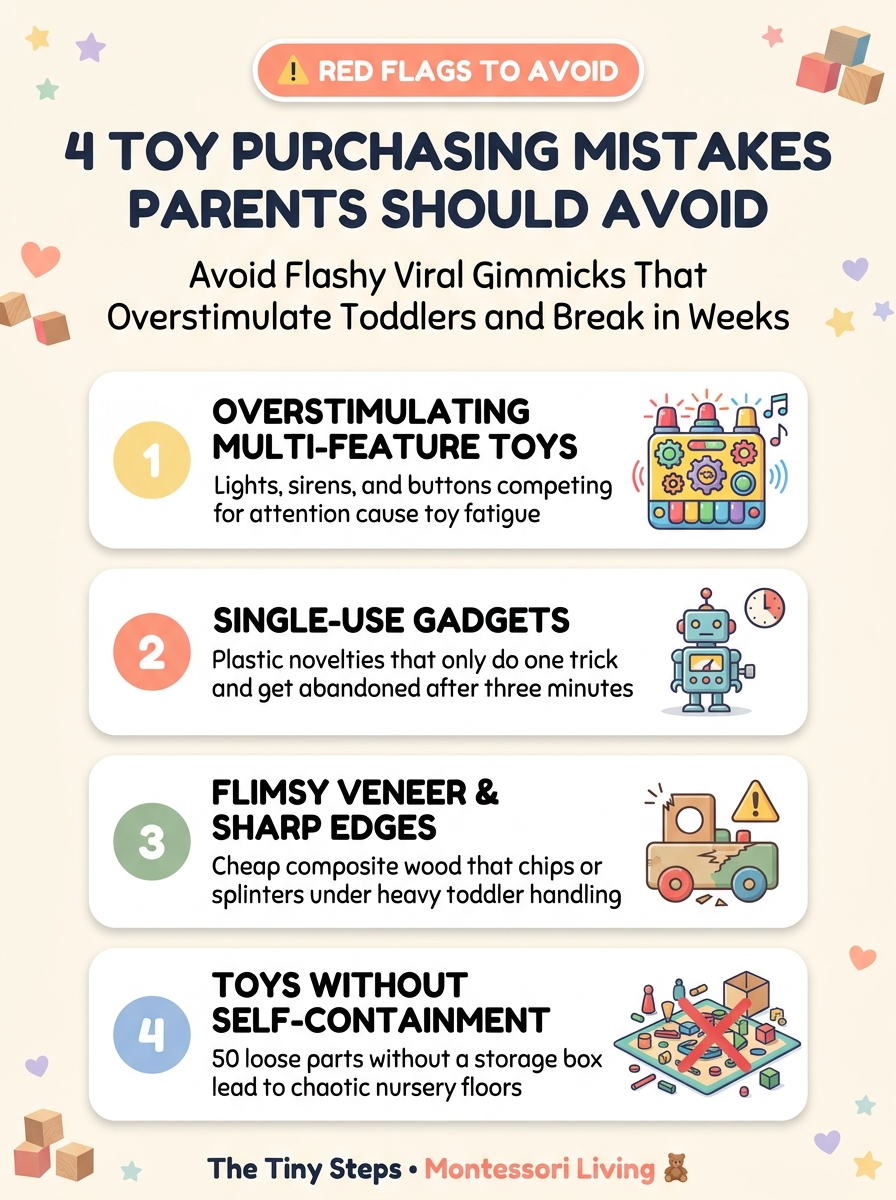 ⚠️ RED FLAGS TO AVOID
4 TOY PURCHASING MISTAKES
PARENTS SHOULD AVOID
Avoid Flashy Viral Gimmicks That
Overstimulate Toddlers and Break in Weeks
1
OVERSTIMULATING
MULTI-FEATURE TOYS
Lights, sirens, and buttons competing
for attention cause toy fatigue
2
SINGLE-USE GADGETS
Plastic novelties that only do one trick
and get abandoned after three minutes
3
FLIMSY VENEER &
SHARP EDGES
Cheap composite wood that chips or
splinters under heavy toddler handling
4
TOYS WITHOUT
SELF-CONTAINMENT
50 loose parts without a storage box
lead to chaotic nursery floors
The Tiny Steps • Montessori Living 🧸